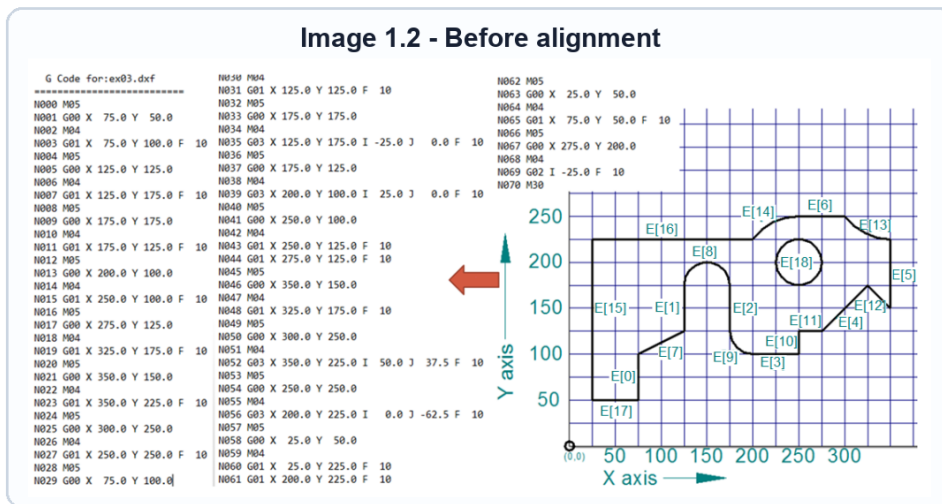 Image 1.2 - Before alignment
G Code for:ex03.dxf
===========================
N000 M05
N001 G00 X  75.0 Y  50.0
N002 M04
N003 G01 X  75.0 Y 100.0 F  10
N004 M05
N005 G00 X 125.0 Y 125.0
N006 M04
N007 G01 X 125.0 Y 175.0 F  10
N008 M05
N009 G00 X 175.0 Y 175.0
N010 M04
N011 G01 X 175.0 Y 125.0 F  10
N012 M05
N013 G00 X 200.0 Y 100.0
N014 M04
N015 G01 X 250.0 Y 100.0 F  10
N016 M05
N017 G00 X 275.0 Y 125.0
N018 M04
N019 G01 X 325.0 Y 175.0 F  10
N020 M05
N021 G00 X 350.0 Y 150.0
N022 M04
N023 G01 X 350.0 Y 225.0 F  10
N024 M05
N025 G00 X 300.0 Y 250.0
N026 M04
N027 G01 X 250.0 Y 250.0 F  10
N028 M05
N029 G00 X  75.0 Y 100.0
N030 M04
N031 G01 X 125.0 Y 125.0 F  10
N032 M05
N033 G00 X 175.0 Y 175.0
N034 M04
N035 G03 X 125.0 Y 175.0 I -25.0 J   0.0 F  10
N036 M05
N037 G00 X 175.0 Y 125.0
N038 M04
N039 G03 X 200.0 Y 100.0 I  25.0 J   0.0 F  10
N040 M05
N041 G00 X 250.0 Y 100.0
N042 M04
N043 G01 X 250.0 Y 125.0 F  10
N044 G01 X 275.0 Y 125.0 F  10
N045 M05
N046 G00 X 350.0 Y 150.0
N047 M04
N048 G01 X 325.0 Y 175.0 F  10
N049 M05
N050 G00 X 300.0 Y 250.0
N051 M04
N052 G03 X 350.0 Y 225.0 I  50.0 J  37.5 F  10
N053 M05
N054 G00 X 250.0 Y 250.0
N055 M04
N056 G03 X 200.0 Y 225.0 I   0.0 J -62.5 F  10
N057 M05
N058 G00 X  25.0 Y  50.0
N059 M04
N060 G01 X  25.0 Y 225.0 F  10
N061 G01 X 200.0 Y 225.0 F  10
N062 M05
N063 G00 X  25.0 Y  50.0
N064 M04
N065 G01 X  75.0 Y  50.0 F  10
N066 M05
N067 G00 X 275.0 Y 200.0
N068 M04
N069 G02 I -25.0 F  10
N070 M30
E[6]
E[14]
250
E[13]
E[16]
E[8]
200
E[18]
E[5]
150
E[15]
E[1]
E[2]
E[12]
E[11]
E[4]
E[10]
100
E[7]
E[9]
E[3]
E[0]
50
E[17]
Y axis
(0,0)
50 100 150 200 250 300
X axis